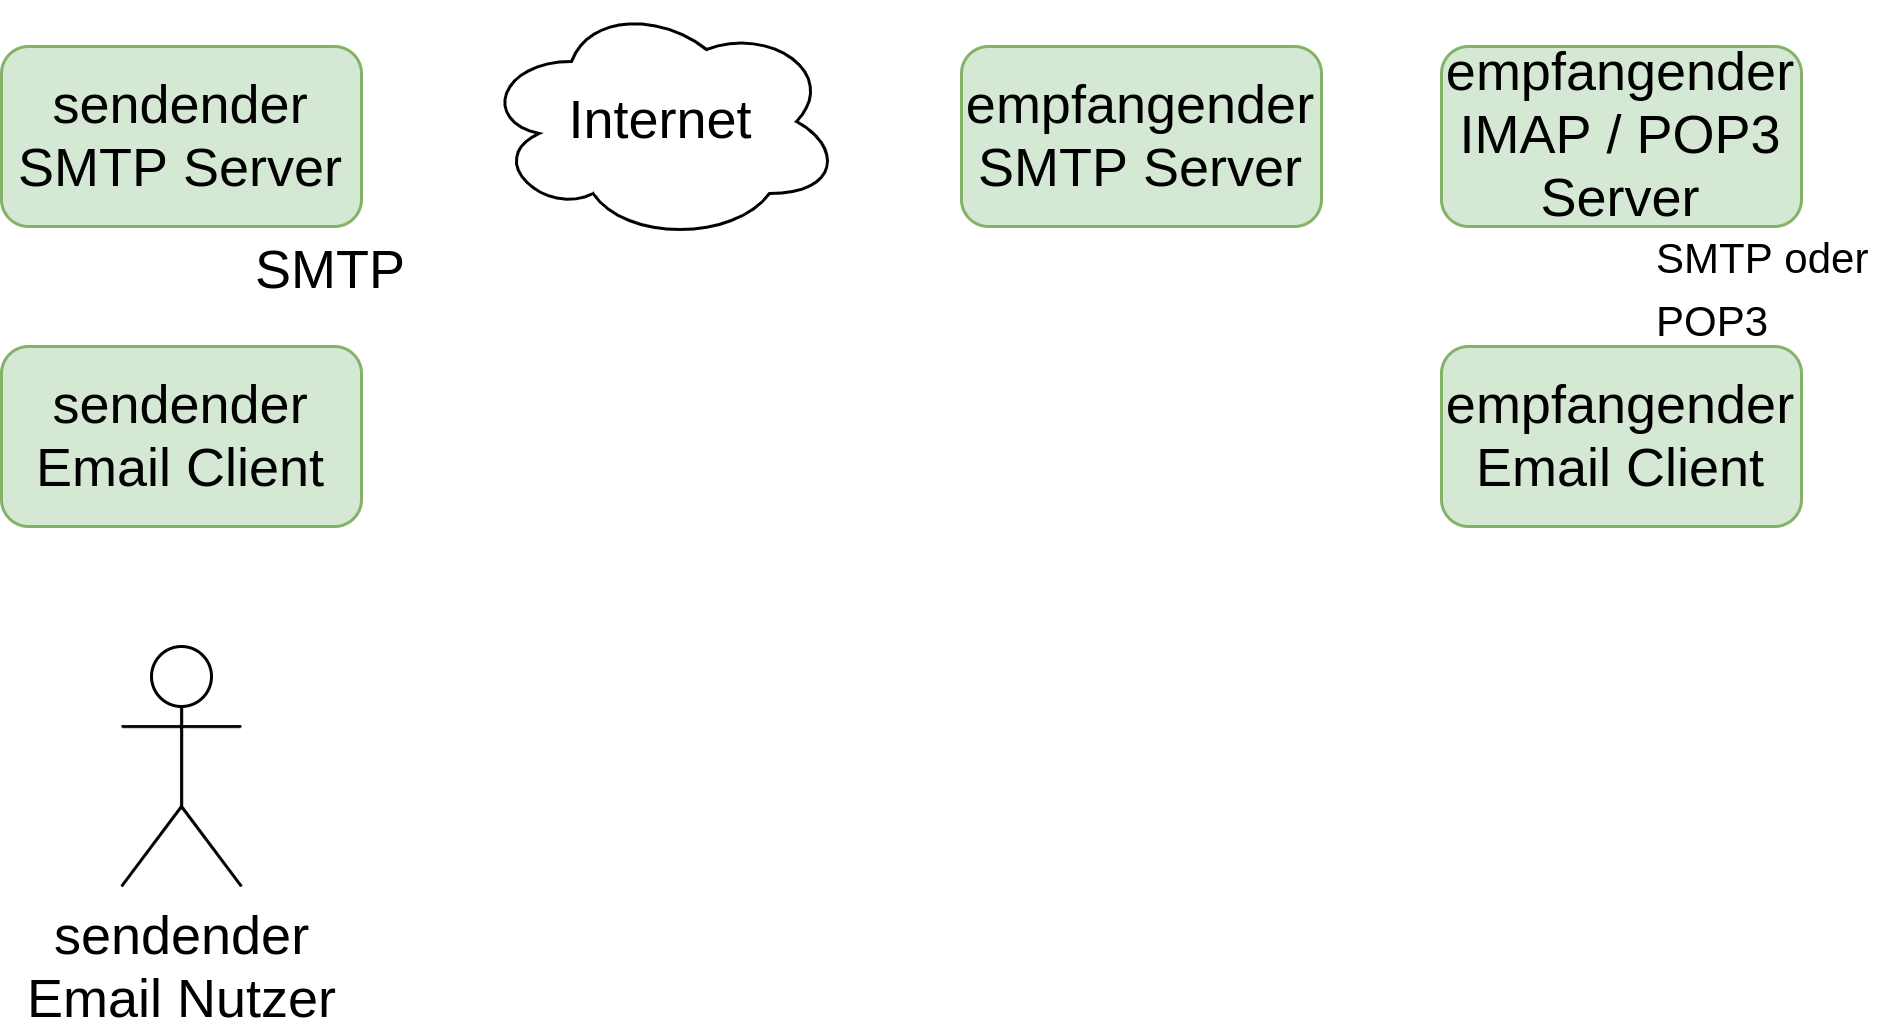 sendender
SMTP Server
Internet
empfangender
SMTP Server
empfangender
IMAP / POP3
Server
SMTP
SMTP oder
POP3
sendender
Email Client
empfangender
Email Client
sendender
Email Nutzer